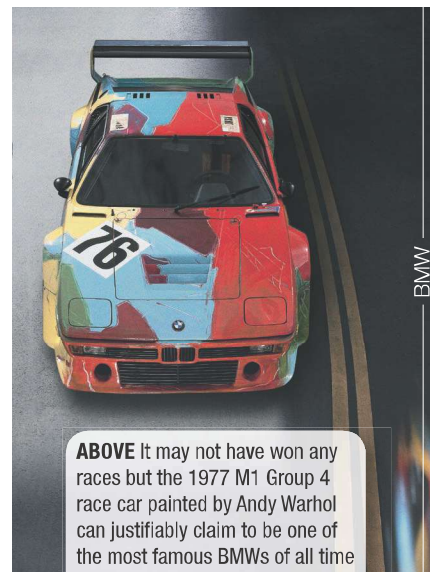 76
BMW
ABOVE It may not have won any
races but the 1977 M1 Group 4
race car painted by Andy Warhol
can justifiably claim to be one of
the most famous BMWs of all time